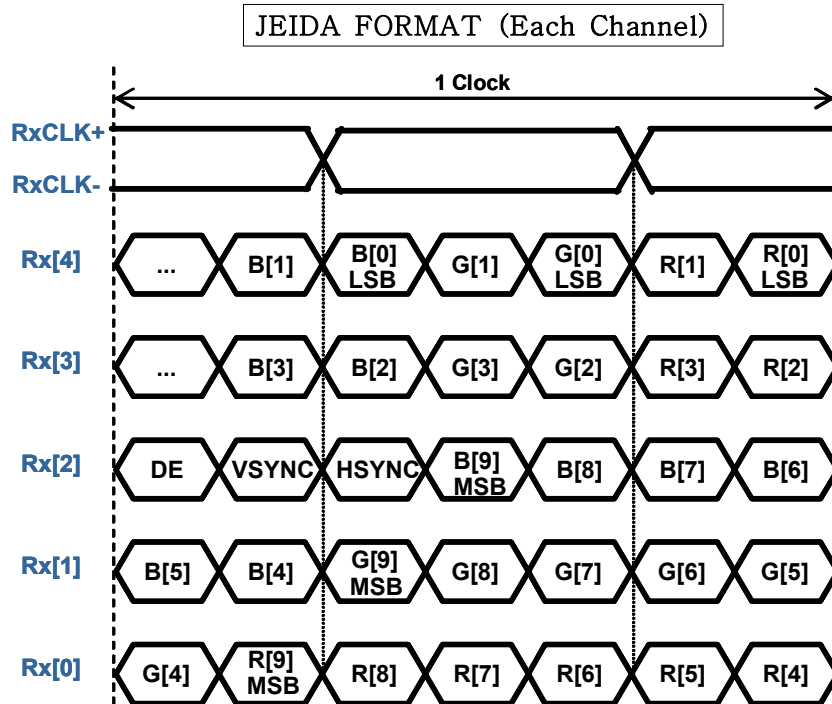 JEIDA FORMAT (Each Channel)
1 Clock
RxCLK+
RxCLK-
Rx[4] ... B[1] B[0] LSB G[1] G[0] LSB R[1] R[0] LSB
Rx[3] ... B[3] B[2] G[3] G[2] R[3] R[2]
Rx[2] DE VSYNC HSYNC B[9] MSB B[8] B[7] B[6]
Rx[1] B[5] B[4] G[9] MSB G[8] G[7] G[6] G[5]
Rx[0] G[4] R[9] MSB R[8] R[7] R[6] R[5] R[4]